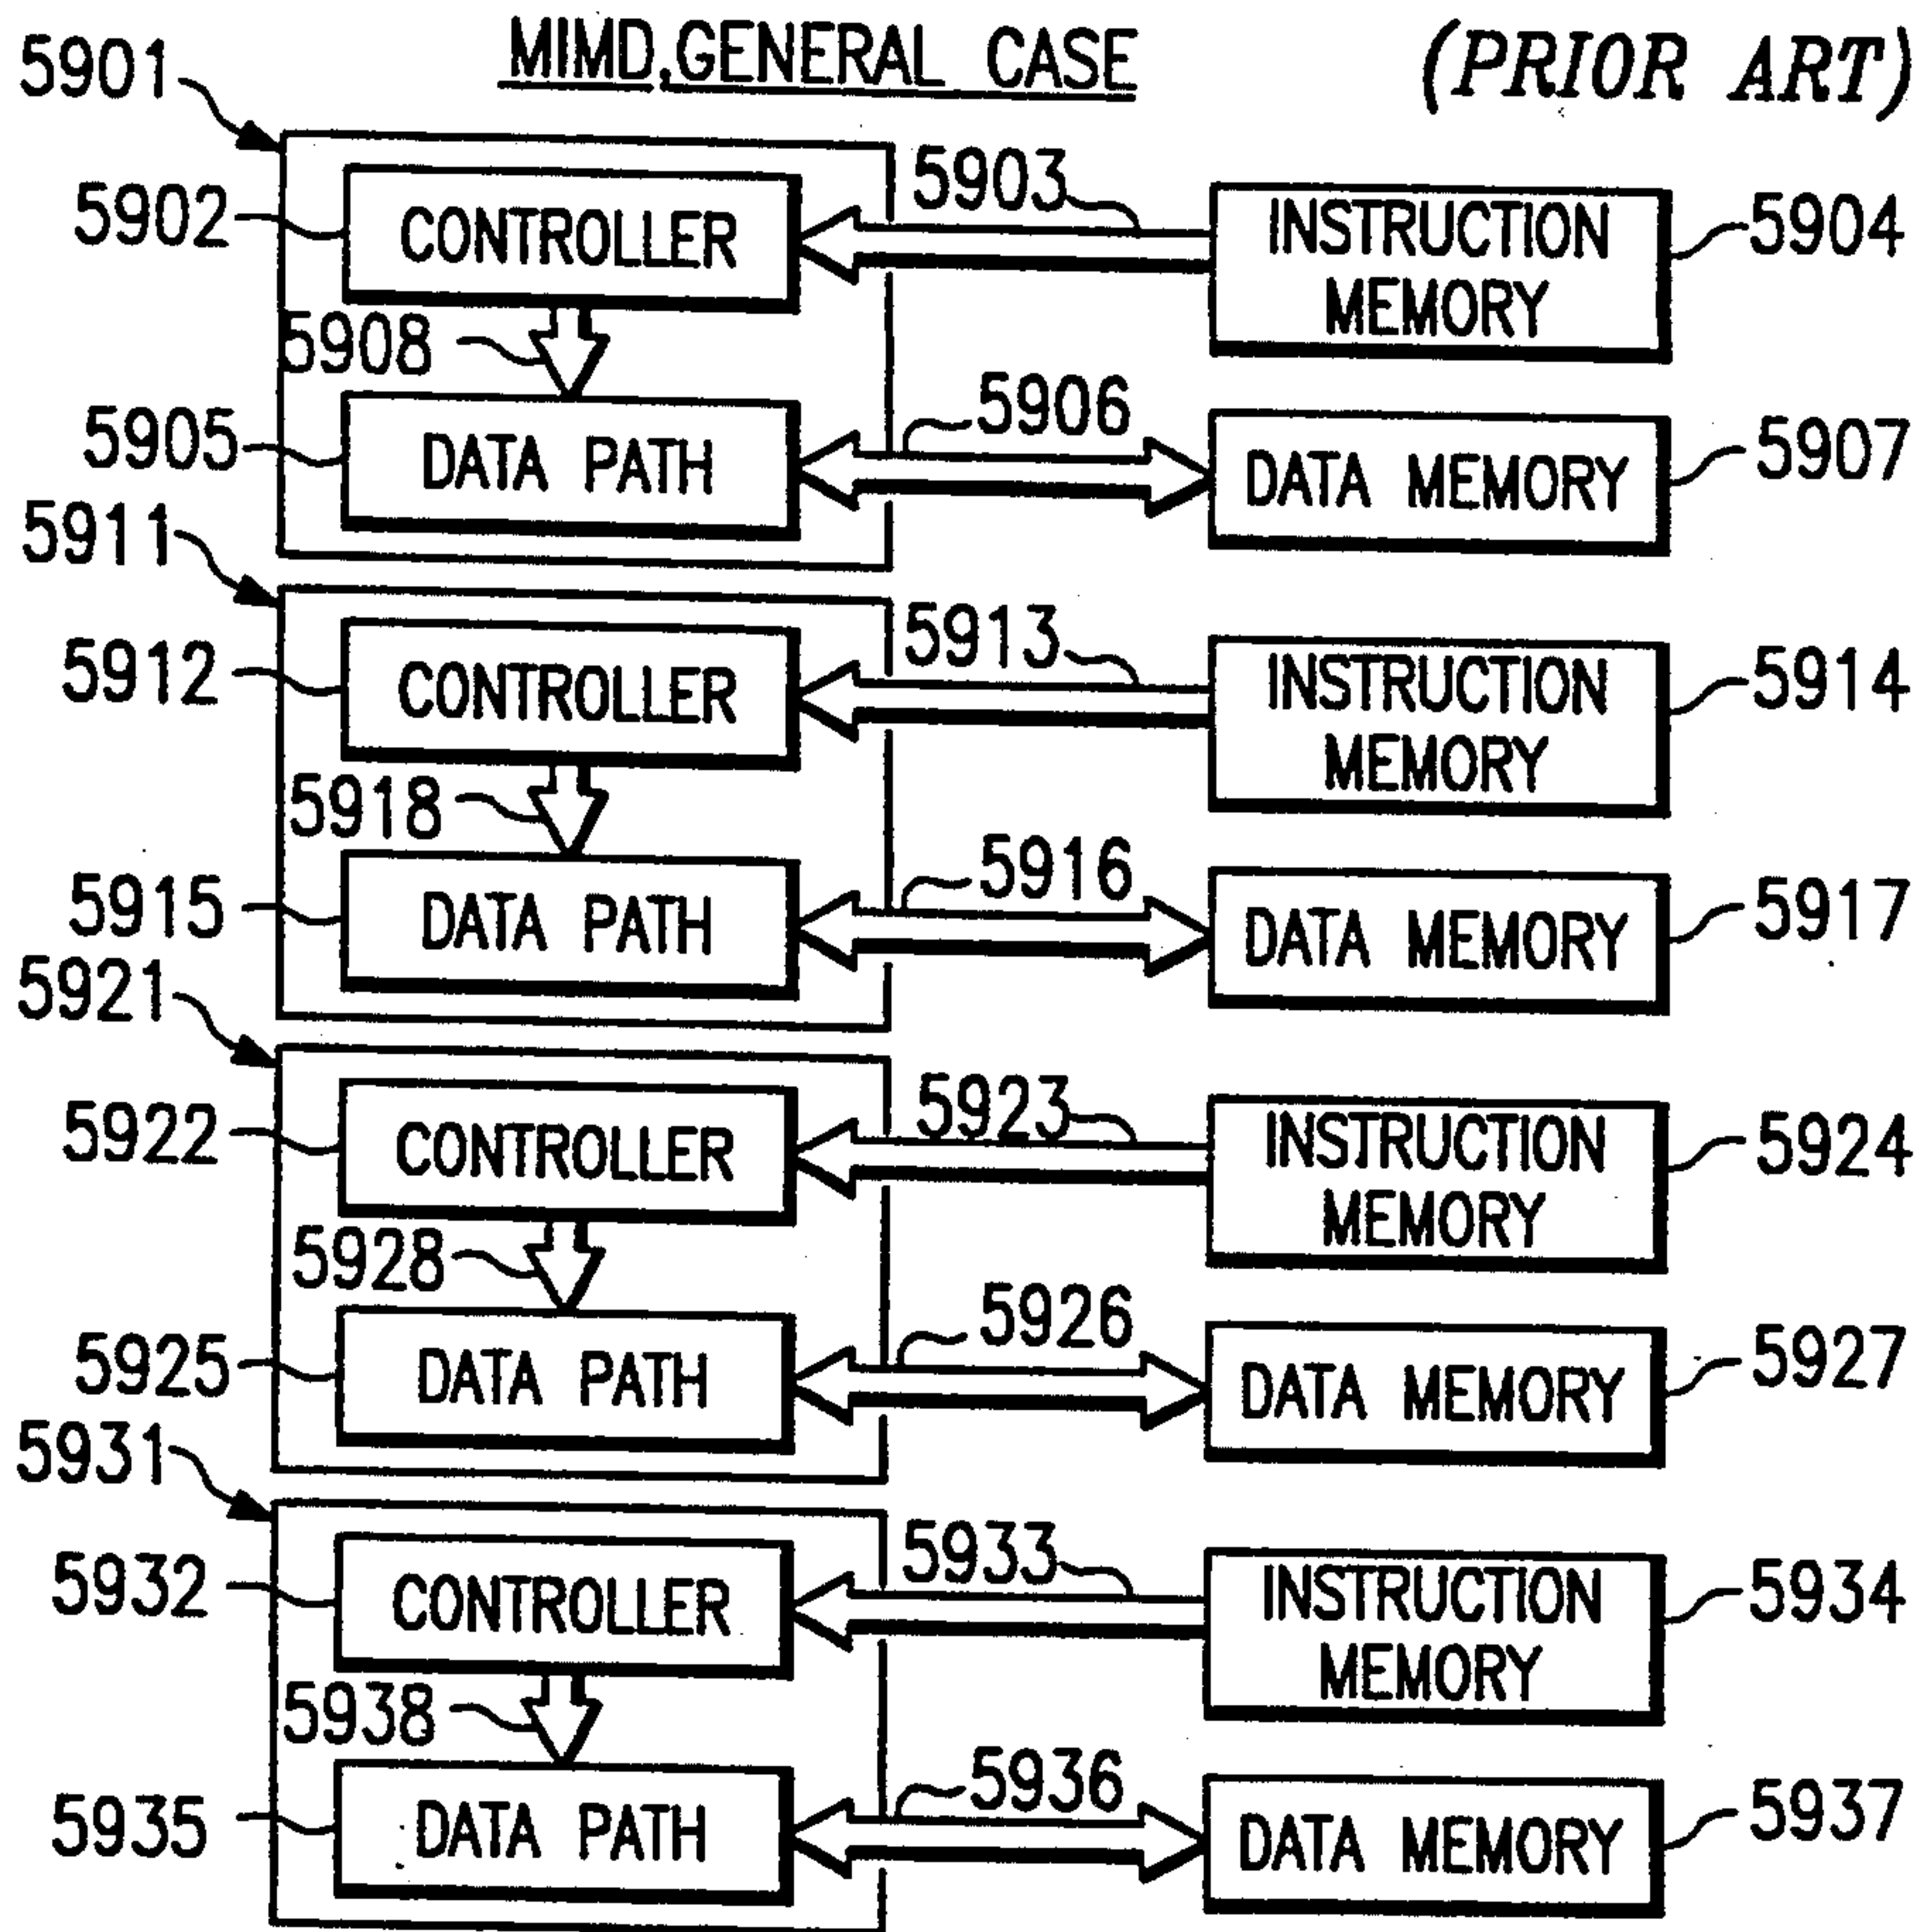 MIMD,GENERAL CASE
(PRIOR ART)
5901
5902
CONTROLLER
5903
INSTRUCTION
MEMORY
5904
5908
5905
DATA PATH
5906
DATA MEMORY
5907
5911
5912
CONTROLLER
5913
INSTRUCTION
MEMORY
5914
5918
5915
DATA PATH
5916
DATA MEMORY
5917
5921
5922
CONTROLLER
5923
INSTRUCTION
MEMORY
5924
5928
5925
DATA PATH
5926
DATA MEMORY
5927
5931
5932
CONTROLLER
5933
INSTRUCTION
MEMORY
5934
5938
5935
DATA PATH
5936
DATA MEMORY
5937